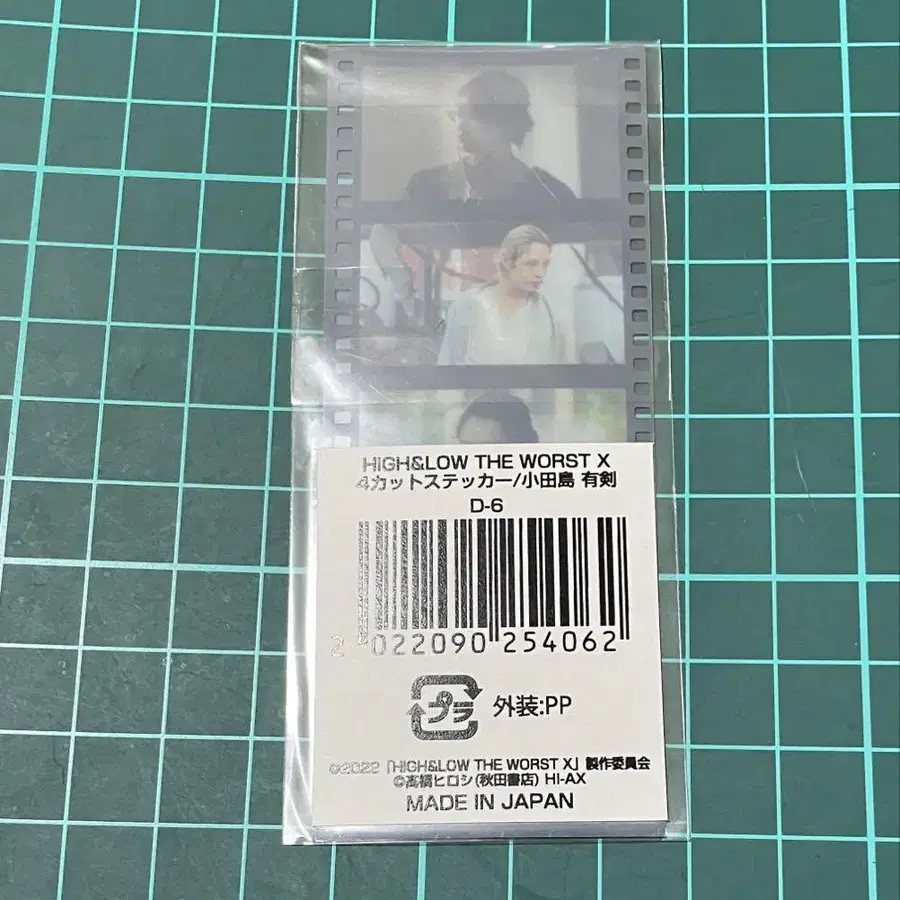 HiGH&LOW THE WORST X
4カットステッカー/小田島 有剣
D-6
2 022090 254062
プラ
外装:PP
©2022「HiGH&LOW THE WORST X」製作委員会
©髙橋ヒロシ(秋田書店) HI-AX
MADE IN JAPAN